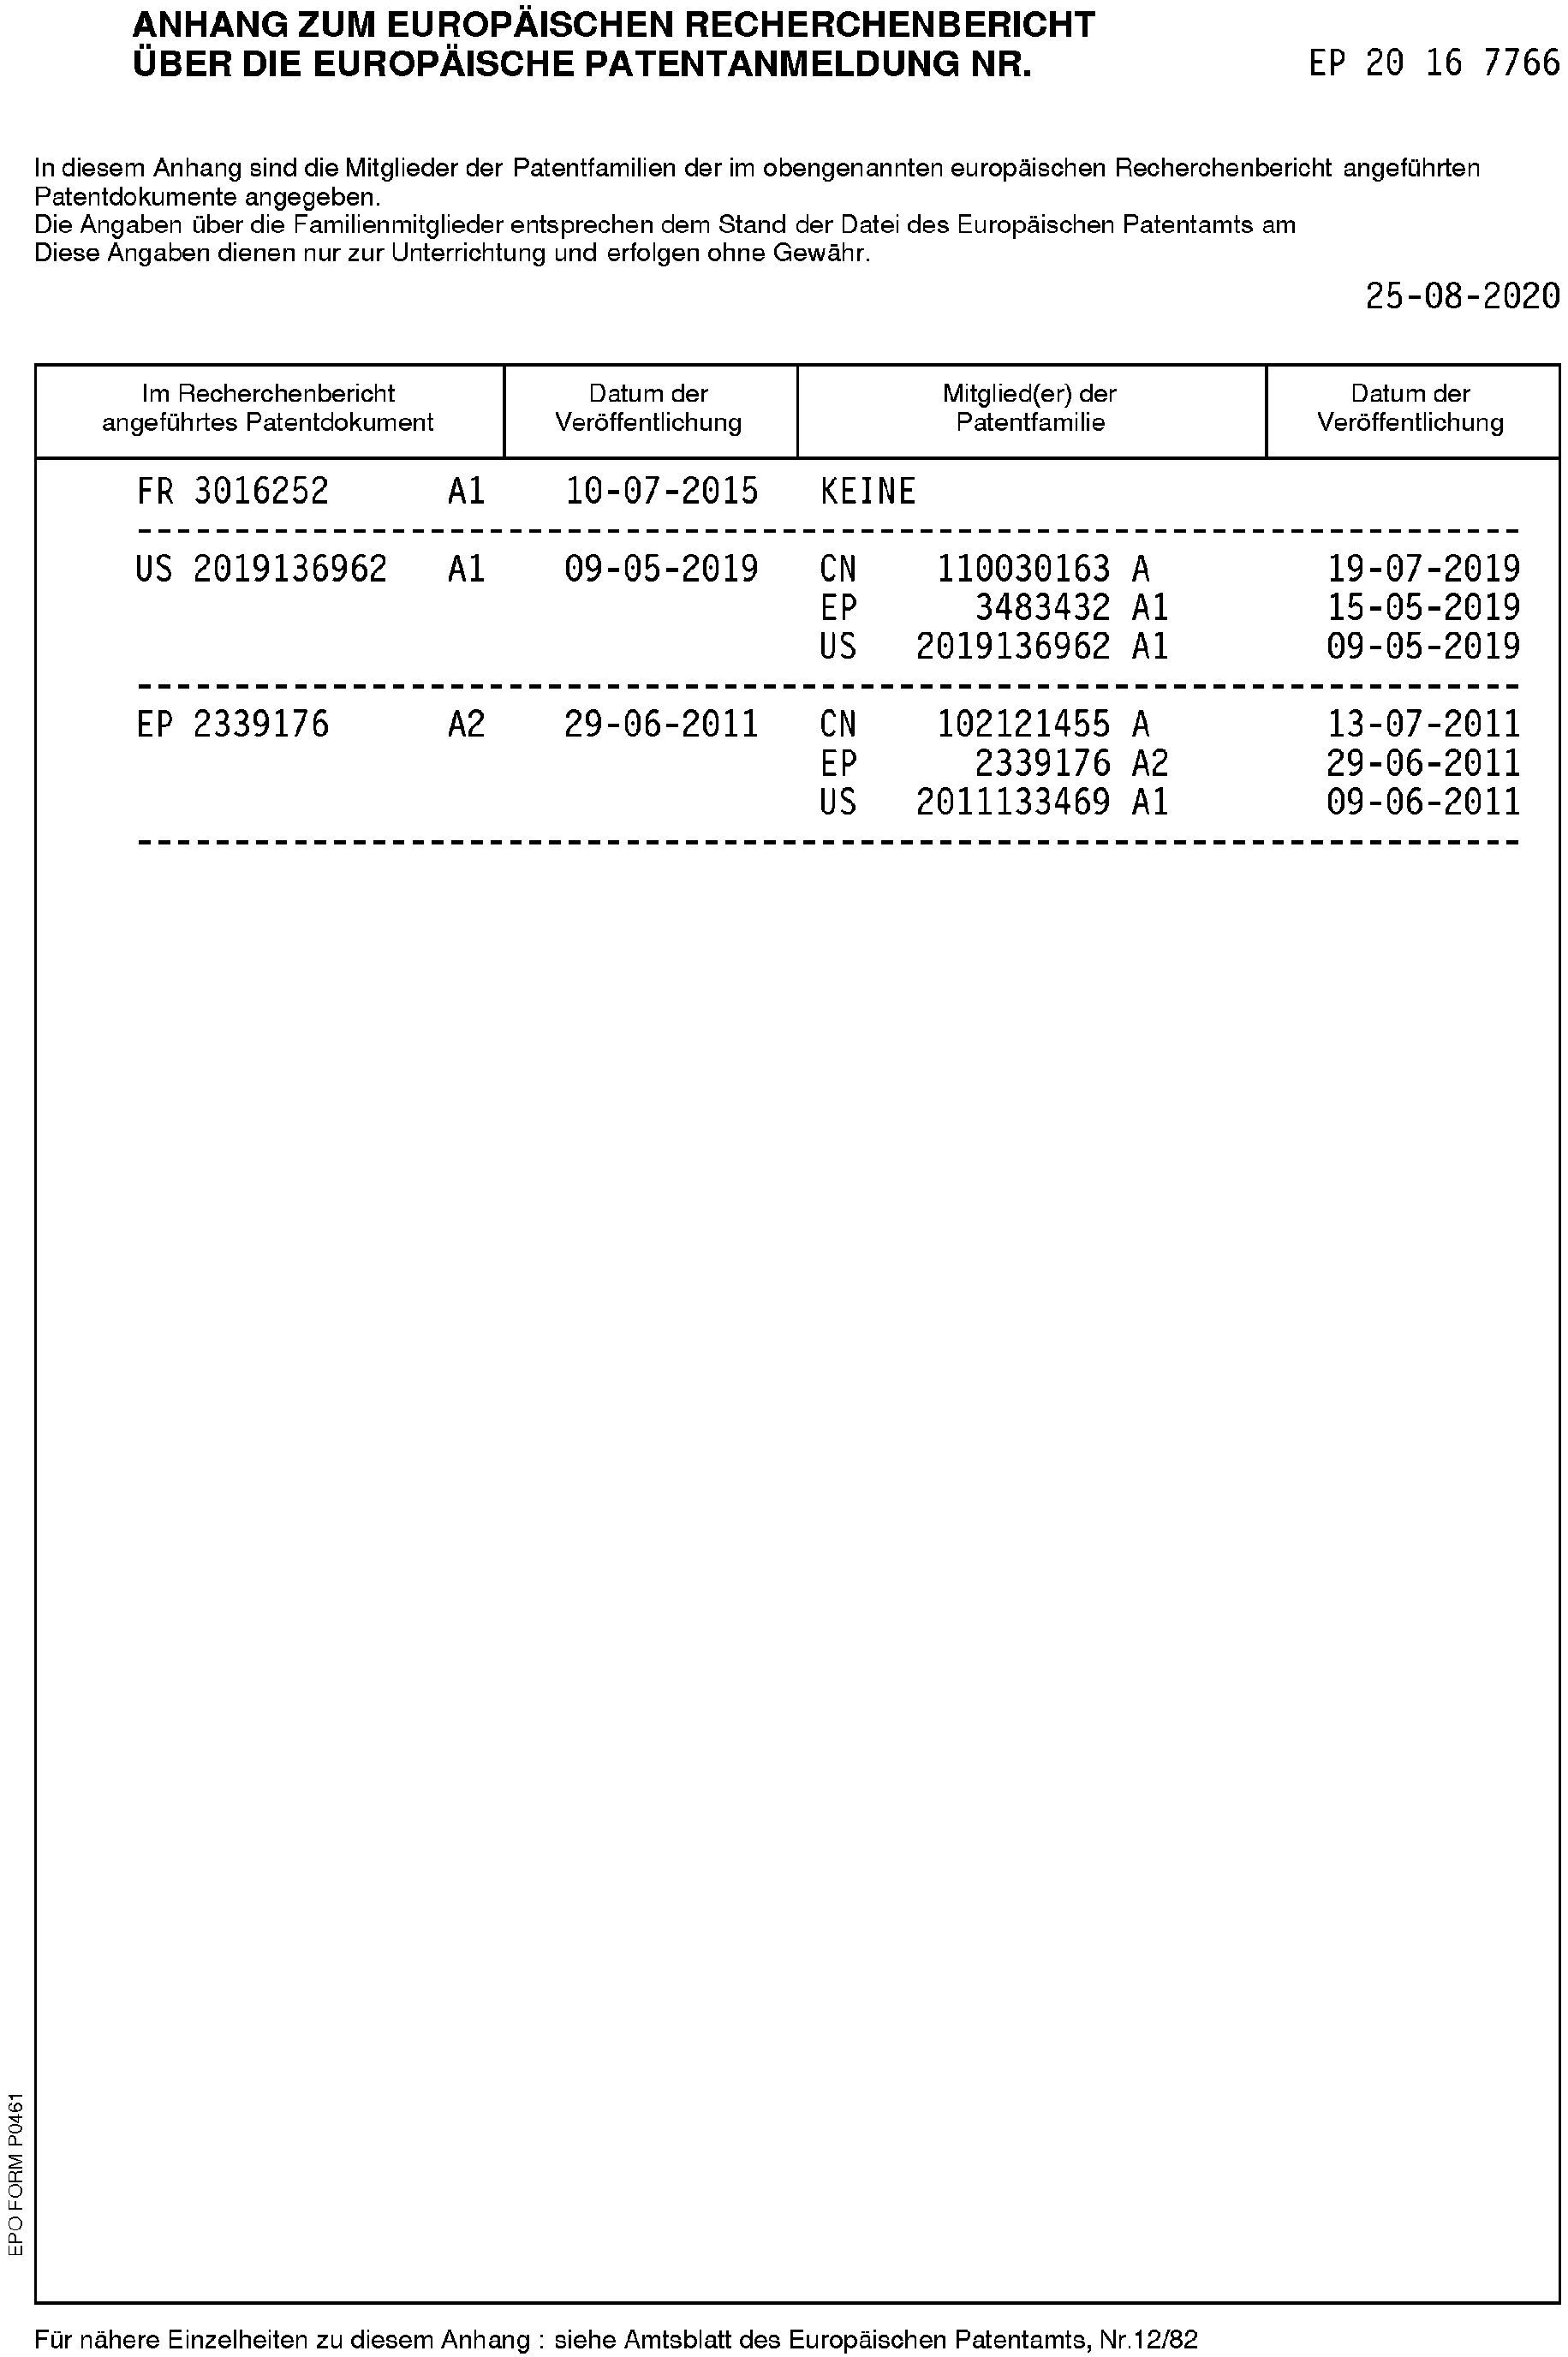 ANHANG ZUM EUROPÄISCHEN RECHERCHENBERICHT
ÜBER DIE EUROPÄISCHE PATENTANMELDUNG NR. EP 20 16 7766
In diesem Anhang sind die Mitglieder der Patentfamilien der im obengenannten europäischen Recherchenbericht angeführten
Patentdokumente angegeben.
Die Angaben über die Familienmitglieder entsprechen dem Stand der Datei des Europäischen Patentamts am
Diese Angaben dienen nur zur Unterrichtung und erfolgen ohne Gewähr.
25-08-2020
Im Recherchenbericht angeführtes Patentdokument | Datum der Veröffentlichung | Mitglied(er) der Patentfamilie | Datum der Veröffentlichung
FR 3016252 A1 10-07-2015 KEINE
US 2019136962 A1 09-05-2019 CN 110030163 A 19-07-2019
EP 3483432 A1 15-05-2019
US 2019136962 A1 09-05-2019
EP 2339176 A2 29-06-2011 CN 102121455 A 13-07-2011
EP 2339176 A2 29-06-2011
US 2011133469 A1 09-06-2011
EPO FORM P0461
Für nähere Einzelheiten zu diesem Anhang : siehe Amtsblatt des Europäischen Patentamts, Nr.12/82